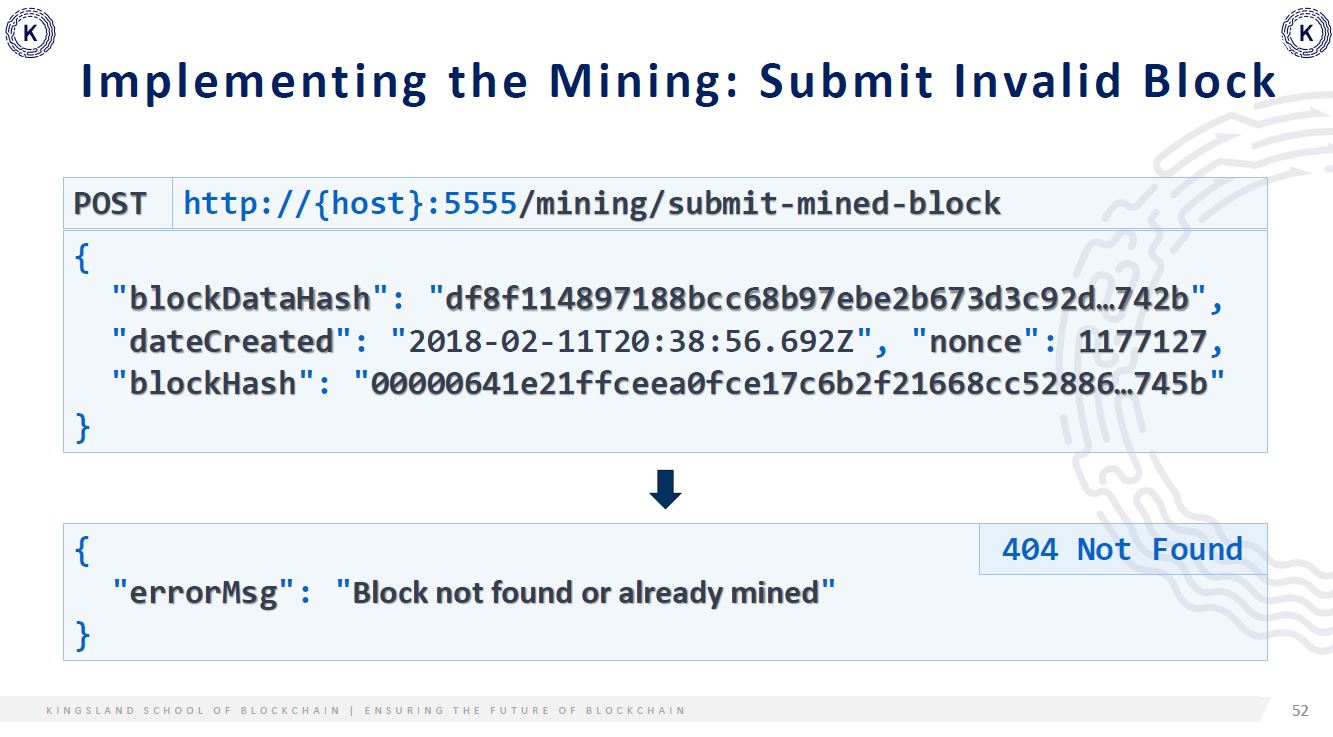 K
K
Implementing the Mining: Submit Invalid Block
POST http://{host}:5555/mining/submit-mined-block
{
"blockDataHash": "df8f114897188bcc68b97ebe2b673d3c92d…742b",
"dateCreated": "2018-02-11T20:38:56.692Z", "nonce": 1177127,
"blockHash": "00000641e21ffceea0fce17c6b2f21668cc52886…745b"
}
{
404 Not Found
"errorMsg": "Block not found or already mined"
}
KINGSLAND SCHOOL OF BLOCKCHAIN | ENSURING THE FUTURE OF BLOCKCHAIN
52